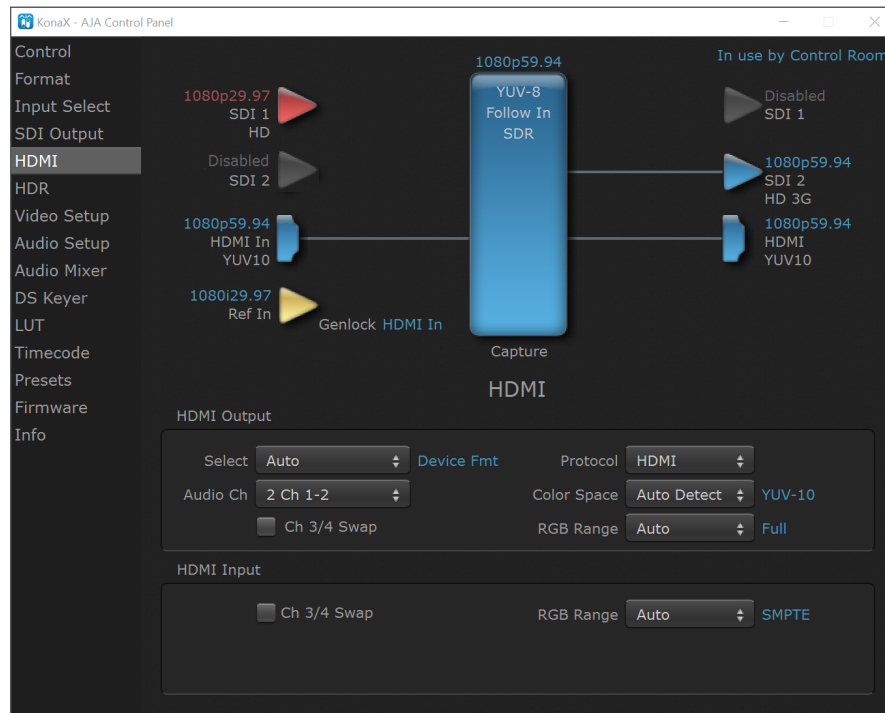 KonaX - AJA Control Panel
Control
Format
Input Select
SDI Output
HDMI
HDR
Video Setup
Audio Setup
Audio Mixer
DS Keyer
LUT
Timecode
Presets
Firmware
Info
1080p59.94
In use by Control Room
YUV-8
Follow In
SDR
1080p29.97
SDI 1
HD
Disabled
SDI 2
1080p59.94
HDMI In
YUV10
1080i29.97
Ref In
Genlock HDMI In
Disabled
SDI 1
1080p59.94
SDI 2
HD 3G
1080p59.94
HDMI
YUV10
Capture
HDMI
HDMI Output
Select Auto Device Fmt Protocol HDMI
Audio Ch 2 Ch 1-2 Color Space Auto Detect YUV-10
Ch 3/4 Swap RGB Range Auto Full
HDMI Input
Ch 3/4 Swap RGB Range Auto SMPTE